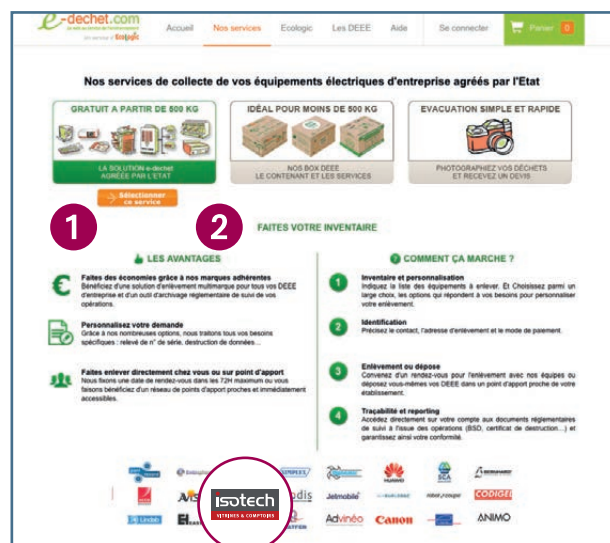 e-dechet.com
un service d'Ecologic
Accueil
Nos services
Ecologic
Les DEEE
Aide
Se connecter
Panier 0
Nos services de collecte de vos équipements électriques d'entreprise agréés par l'Etat
GRATUIT A PARTIR DE 500 KG
LA SOLUTION e-dechet
AGRÉÉE PAR L'ETAT
IDÉAL POUR MOINS DE 500 KG
NOS BOX DEEE
LE CONTENANT ET LES SERVICES
EVACUATION SIMPLE ET RAPIDE
PHOTOGRAPHIEZ VOS DÉCHETS
ET RECEVEZ UN DEVIS
Sélectionner
ce service
1
2
FAITES VOTRE INVENTAIRE
LES AVANTAGES
Faites des économies grâce à nos marques adhérentes
Bénéficiez d'une solution d'enlèvement multimarque pour tous vos DEEE
d'entreprise et d'un outil d'archivage réglementaire de suivi de vos
opérations.
Personnalisez votre demande
Grâce à nos nombreuses options, nous traitons tous vos besoins
spécifiques : relevé de n° de série, destruction de données…
Faites enlever directement chez vous ou sur point d'apport
Nous fixons une date de rendez-vous dans les 72H maximum ou vous
faisons bénéficiez d'un réseau de points d'apport proches et immédiatement
accessibles.
COMMENT ÇA MARCHE ?
1
Inventaire et personnalisation
Indiquez la liste des équipements à enlever. Et Choisissez parmi un
large choix, les options qui répondent à vos besoins pour personnaliser
votre enlèvement.
2
Identification
Précisez le contact, l'adresse d'enlèvement et le mode de paiement.
3
Enlèvement ou dépose
Convenez d'un rendez-vous pour l'enlèvement avec nos équipes ou
déposez vous-mêmes vos DEEE dans un point d'apport proche de votre
établissement.
4
Traçabilité et reporting
Accédez directement sur votre compte aux documents réglementaires
de suivi à l'issue des opérations (BSD, certificat de destruction…) et
garantissez ainsi votre conformité.
HUAWEI
SCA
isotech
VITRINES & COMPTOIRS
Jetmobile
robot coupe
CODIGEL
Lindab
Advinéo
Canon
ANIMO